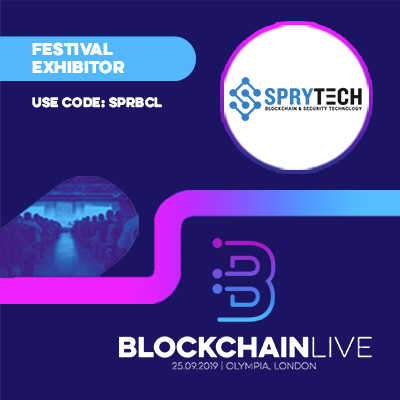 FESTIVAL
EXHIBITOR
USE CODE: SPRBCL
SPRYTECH
BLOCKCHAIN & SECURITY TECHNOLOGY
BLOCKCHAINLIVE
25.09.2019 | OLYMPIA, LONDON